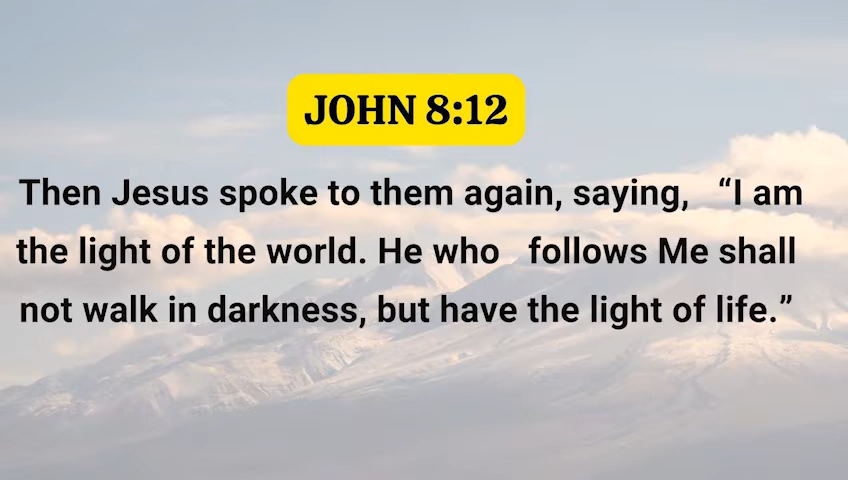 JOHN 8:12
Then Jesus spoke to them again, saying, “I am
the light of the world. He who follows Me shall
not walk in darkness, but have the light of life.”